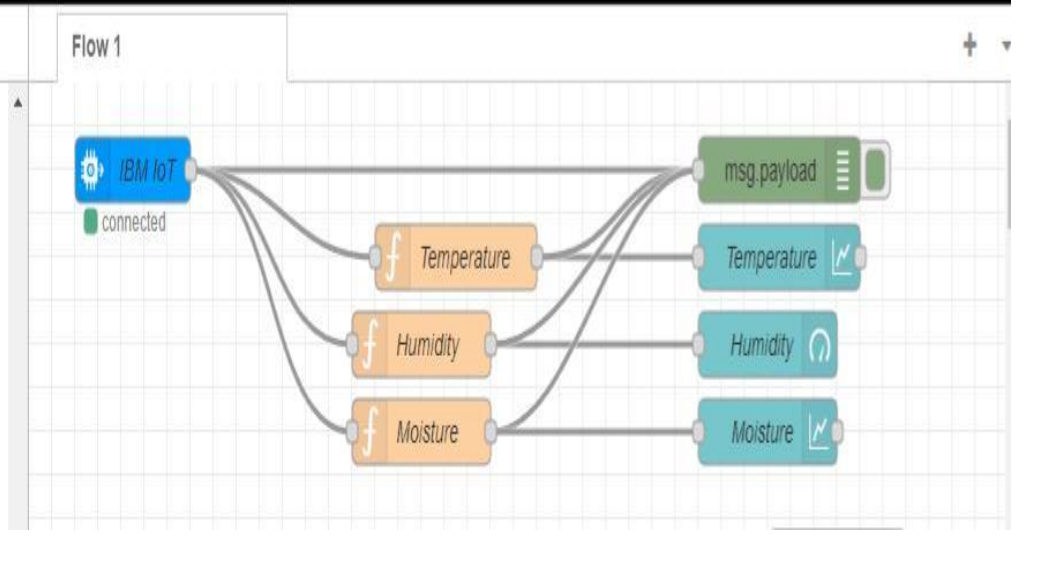 Flow 1
IBM IoT
connected
msg.payload
Temperature
Temperature
Humidity
Humidity
Moisture
Moisture